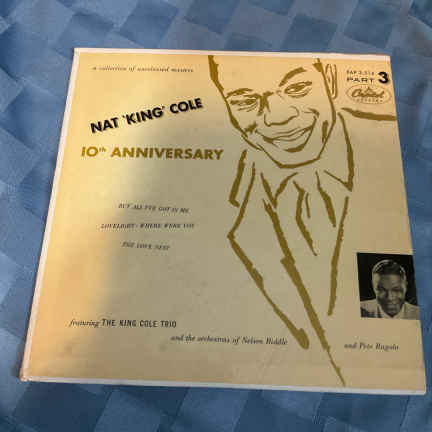 a collection of unreleased masters
EAP 3-514
PART 3
Capitol
RECORDS
NAT 'KING' COLE
10th ANNIVERSARY
BUT ALL I'VE GOT IS ME
LOVELIGHT • WHERE WERE YOU
THE LOVE NEST
featuring THE KING COLE TRIO
and the orchestras of Nelson Riddle
and Pete Rugolo